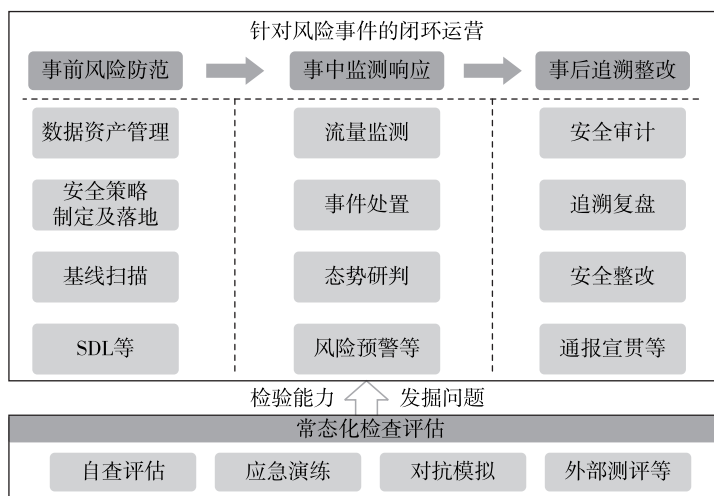 针对风险事件的闭环运营
事前风险防范
事中监测响应
事后追溯整改
数据资产管理
流量监测
安全审计
安全策略
制定及落地
事件处置
追溯复盘
基线扫描
态势研判
安全整改
SDL等
风险预警等
通报宣贯等
检验能力
发掘问题
常态化检查评估
自查评估
应急演练
对抗模拟
外部测评等